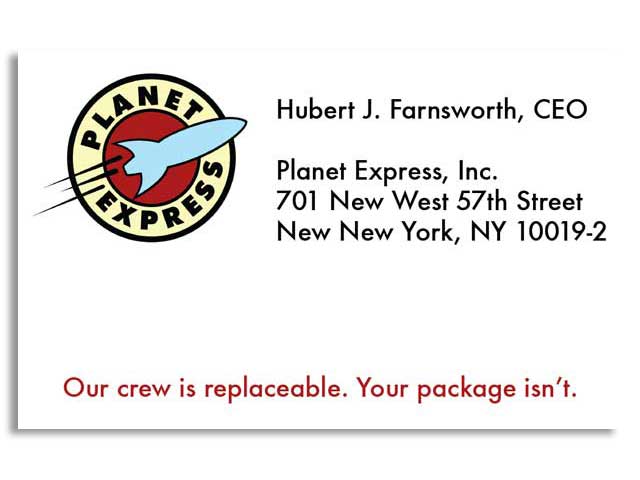 PLANET
EXPRESS
Hubert J. Farnsworth, CEO
Planet Express, Inc.
701 New West 57th Street
New New York, NY 10019-2
Our crew is replaceable. Your package isn't.